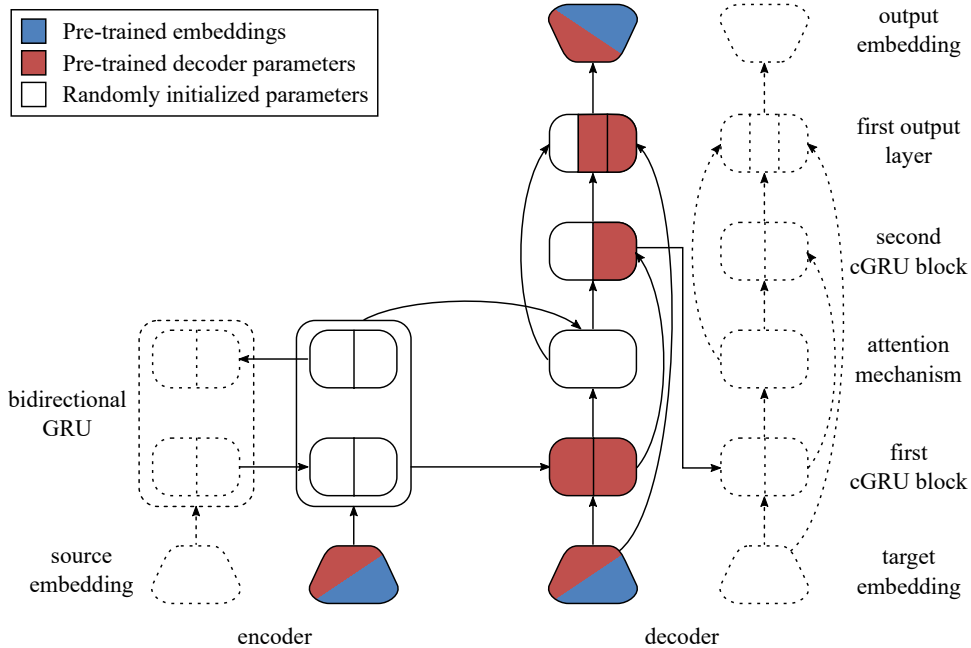 Pre-trained embeddings
Pre-trained decoder parameters
Randomly initialized parameters
output
embedding
first output
layer
second
cGRU block
attention
mechanism
bidirectional
GRU
first
cGRU block
source
embedding
target
embedding
encoder
decoder